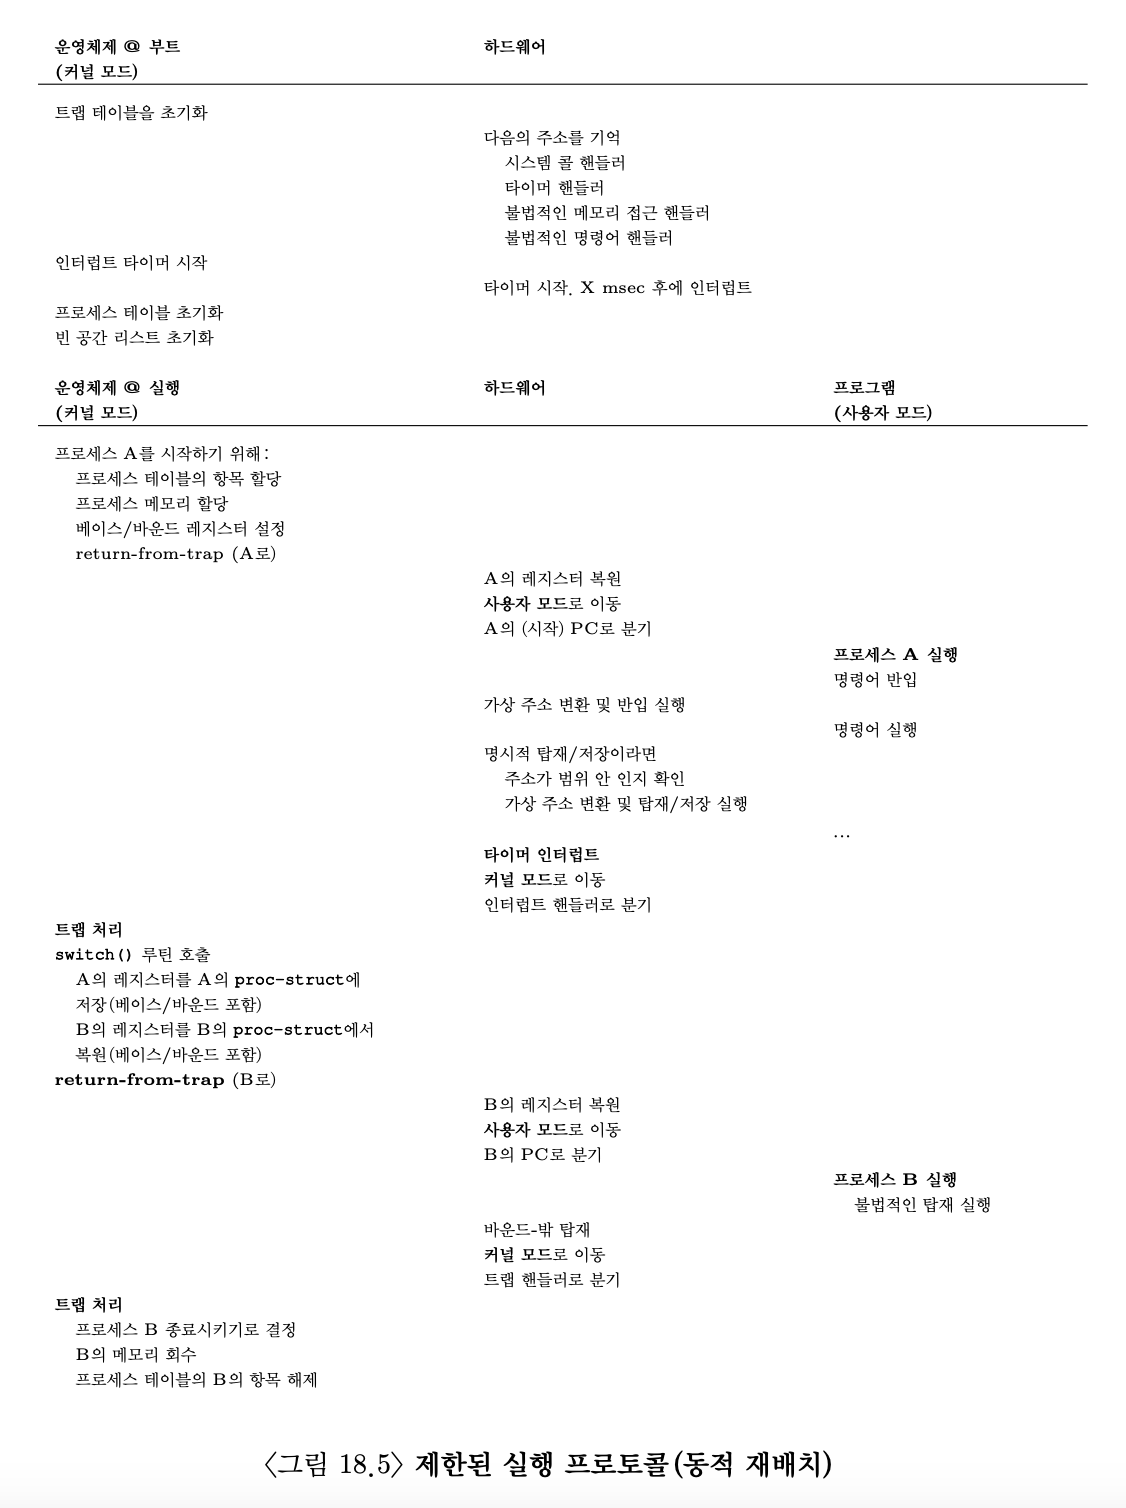 운영체제 @ 부트 하드웨어
(커널 모드)
트랩 테이블을 초기화
다음의 주소를 기억
시스템 콜 핸들러
타이머 핸들러
불법적인 메모리 접근 핸들러
불법적인 명령어 핸들러
인터럽트 타이머 시작
타이머 시작. X msec 후에 인터럽트
프로세스 테이블 초기화
빈 공간 리스트 초기화
운영체제 @ 실행 하드웨어 프로그램
(커널 모드) (사용자 모드)
프로세스 A를 시작하기 위해:
프로세스 테이블의 항목 할당
프로세스 메모리 할당
베이스/바운드 레지스터 설정
return-from-trap (A로)
A의 레지스터 복원
사용자 모드로 이동
A의 (시작) PC로 분기
프로세스 A 실행
명령어 반입
가상 주소 변환 및 반입 실행
명령어 실행
명시적 탑재/저장이라면
주소가 범위 안 인지 확인
가상 주소 변환 및 탑재/저장 실행
...
타이머 인터럽트
커널 모드로 이동
인터럽트 핸들러로 분기
트랩 처리
switch() 루틴 호출
A의 레지스터를 A의 proc-struct에
저장(베이스/바운드 포함)
B의 레지스터를 B의 proc-struct에서
복원(베이스/바운드 포함)
return-from-trap (B로)
B의 레지스터 복원
사용자 모드로 이동
B의 PC로 분기
프로세스 B 실행
불법적인 탑재 실행
바운드-밖 탑재
커널 모드로 이동
트랩 핸들러로 분기
트랩 처리
프로세스 B 종료시키기로 결정
B의 메모리 회수
프로세스 테이블의 B의 항목 해제
〈그림 18.5〉 제한된 실행 프로토콜(동적 재배치)